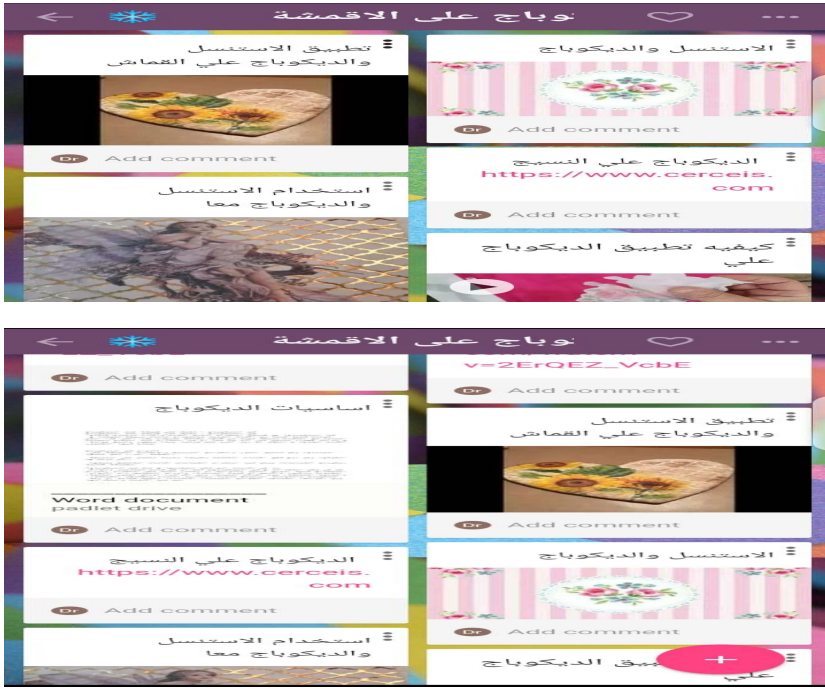 وباج على الاقمشة
الاستنسل والديكوباج
Dr Add comment
الديكوباج علي النسيج
https://www.cerceis.
com
Dr Add comment
كيفيه تطبيق الديكوباج
علي
تطبيق الاستنسل
والديكوباج علي القماش
Dr Add comment
استخدام الاستنسل
والديكوباج معا
وباج على الاقمشة
v=2ErQEZ_VcbE
Dr Add comment
تطبيق الاستنسل
والديكوباج علي القماش
Dr Add comment
الاستنسل والديكوباج
Dr Add comment
الديكوباج
علي
Dr Add comment
اساسيات الديكوباج
Word document
padlet drive
Dr Add comment
الديكوباج علي النسيج
https://www.cerceis.
com
Dr Add comment
استخدام الاستنسل
والديكوباج معا